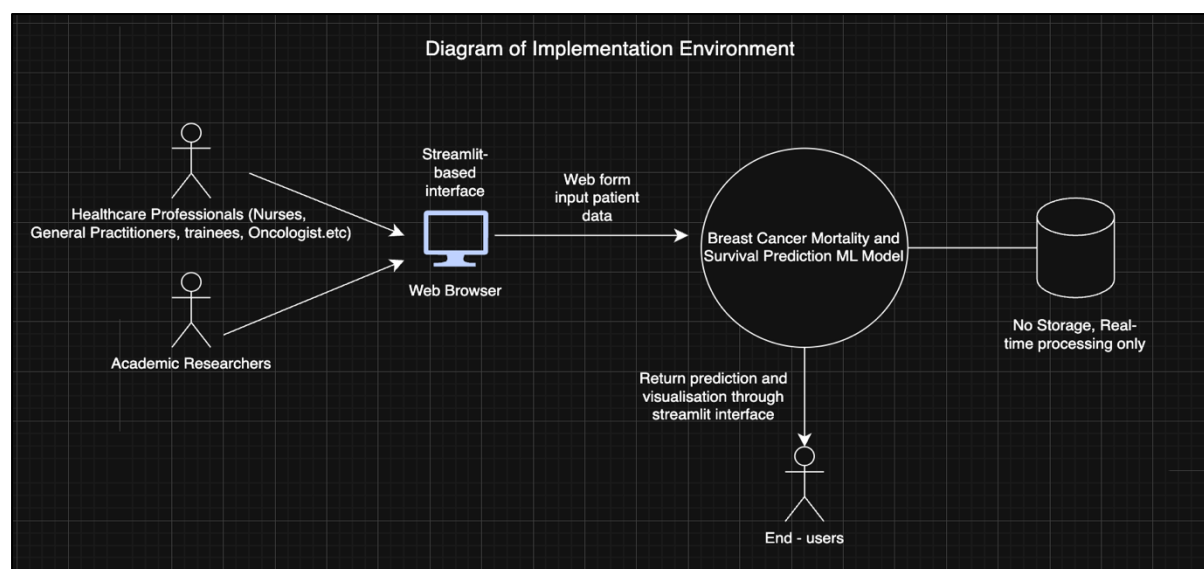 Diagram of Implementation Environment
Healthcare Professionals (Nurses,
General Practitioners, trainees, Oncologist.etc)
Academic Researchers
Streamlit-
based
interface
Web Browser
Web form
input patient
data
Breast Cancer Mortality and
Survival Prediction ML Model
No Storage, Real-
time processing only
Return prediction and
visualisation through
streamlit interface
End - users